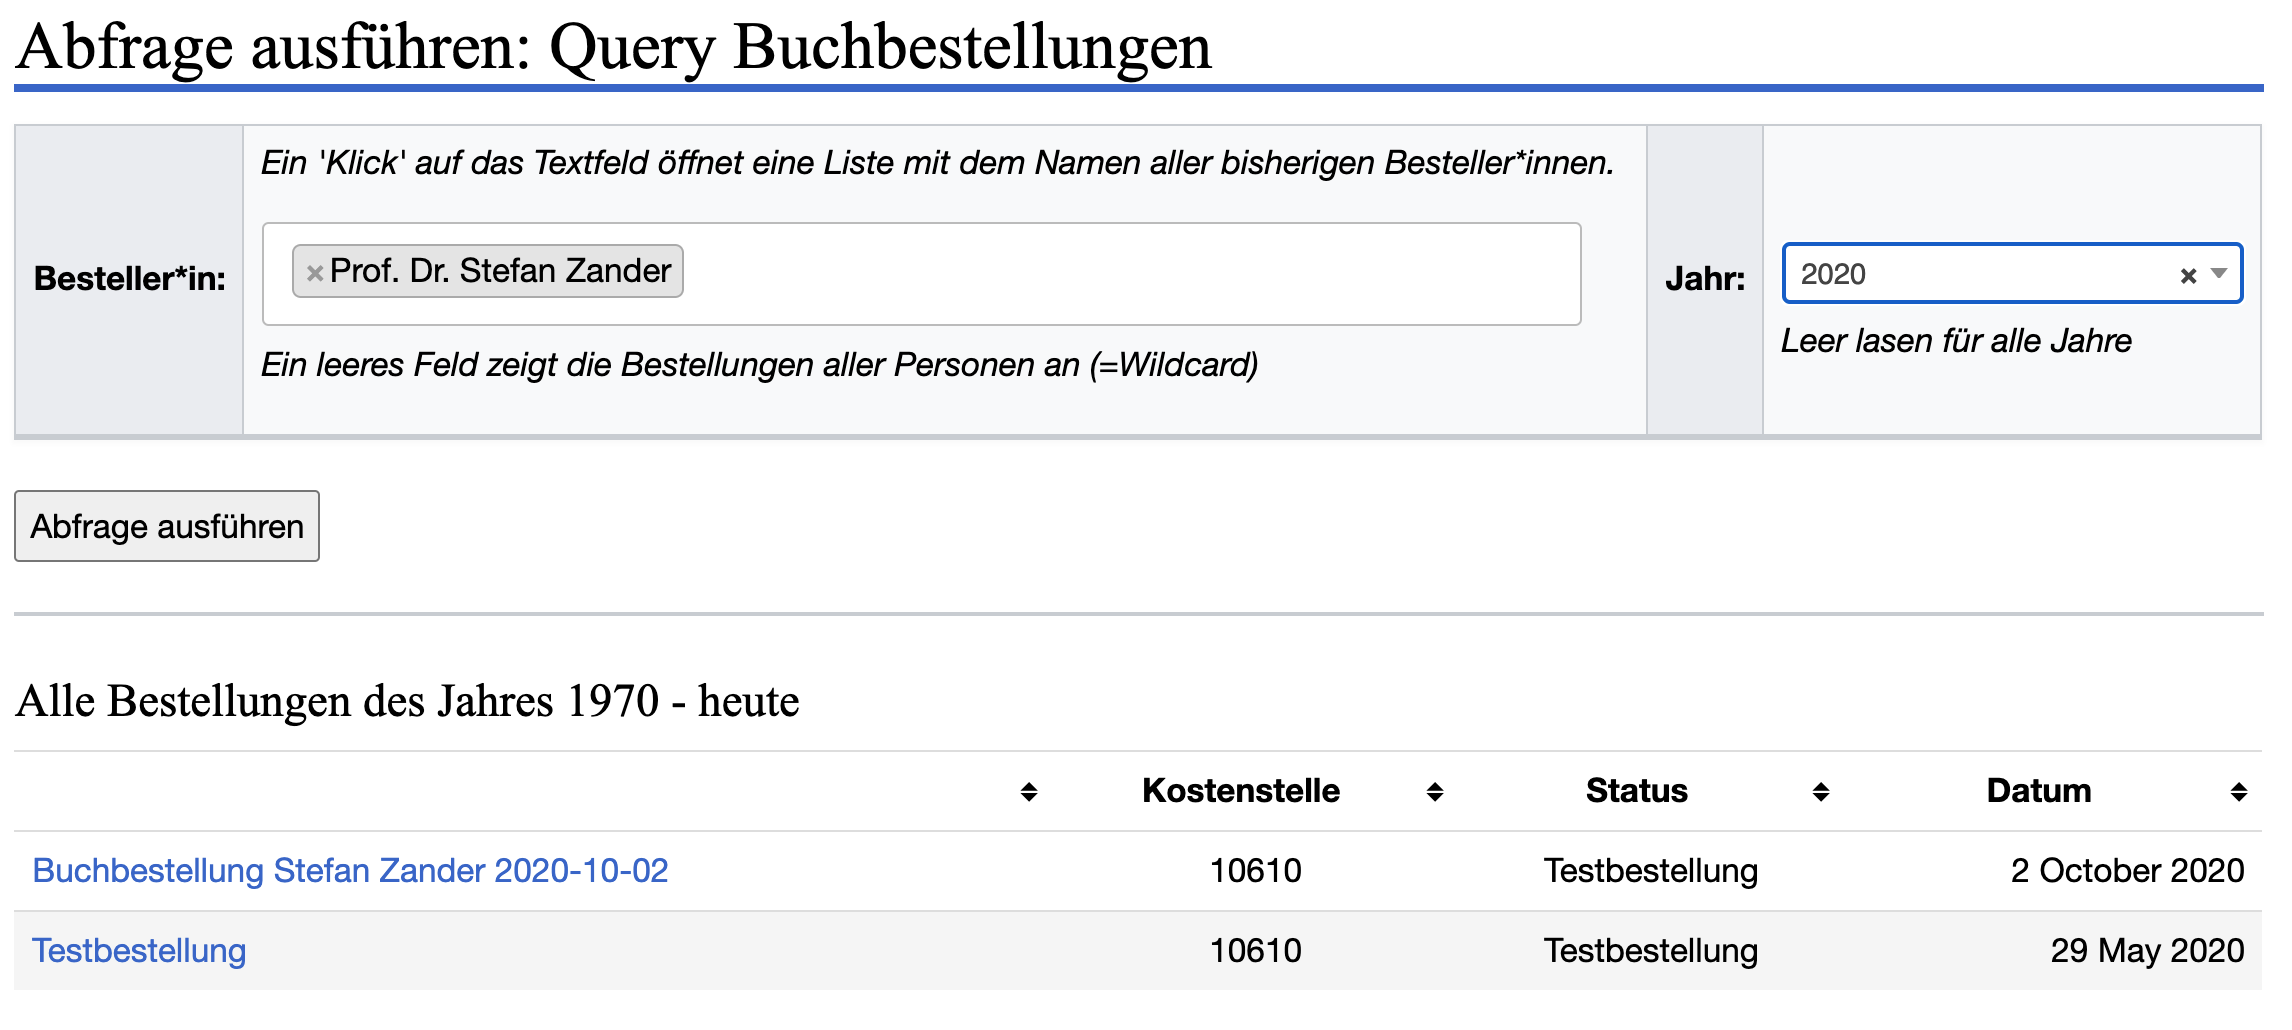 Abfrage ausführen: Query Buchbestellungen
Ein 'Klick' auf das Textfeld öffnet eine Liste mit dem Namen aller bisherigen Besteller*innen.
Besteller*in:
×Prof. Dr. Stefan Zander
Ein leeres Feld zeigt die Bestellungen aller Personen an (=Wildcard)
Jahr:
2020 ×
Leer lasen für alle Jahre
Abfrage ausführen
Alle Bestellungen des Jahres 1970 - heute
Kostenstelle Status Datum
Buchbestellung Stefan Zander 2020-10-02 10610 Testbestellung 2 October 2020
Testbestellung 10610 Testbestellung 29 May 2020